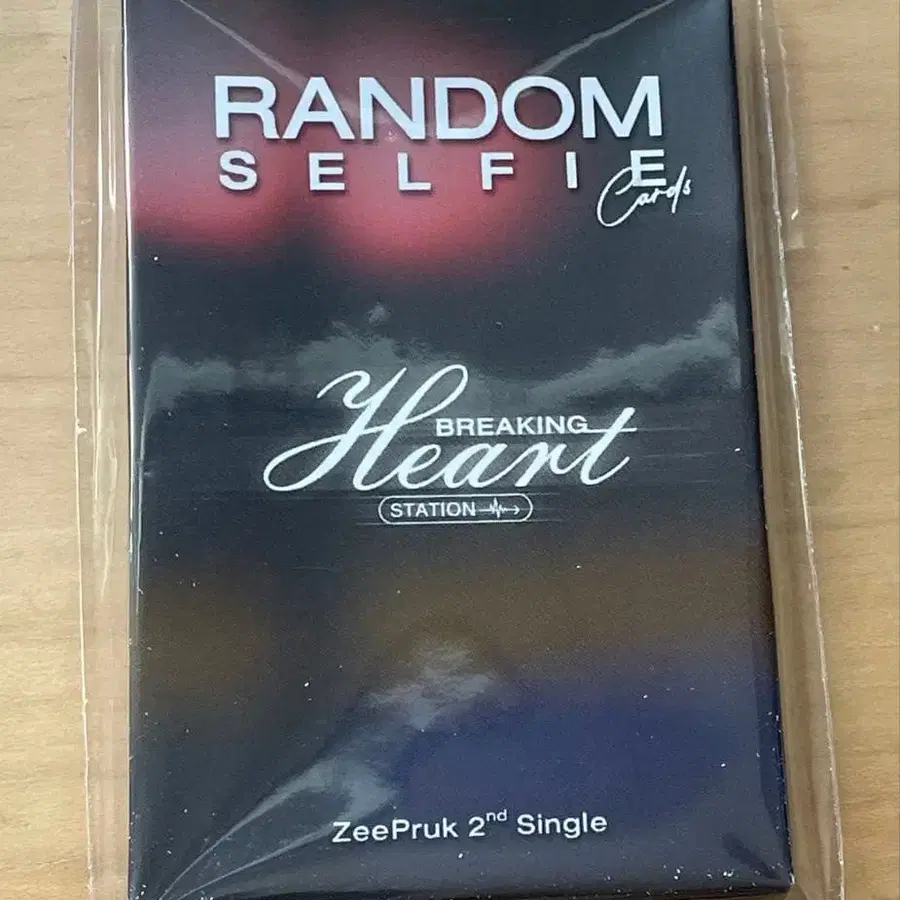 RANDOM
SELFIE
Cards
BREAKING
Heart
STATION
ZeePruk 2nd Single